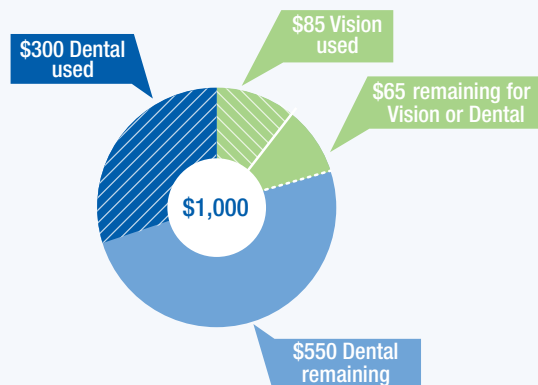 $85 Vision
used
$300 Dental
used
$65 remaining for
Vision or Dental
$1,000
$550 Dental
remaining